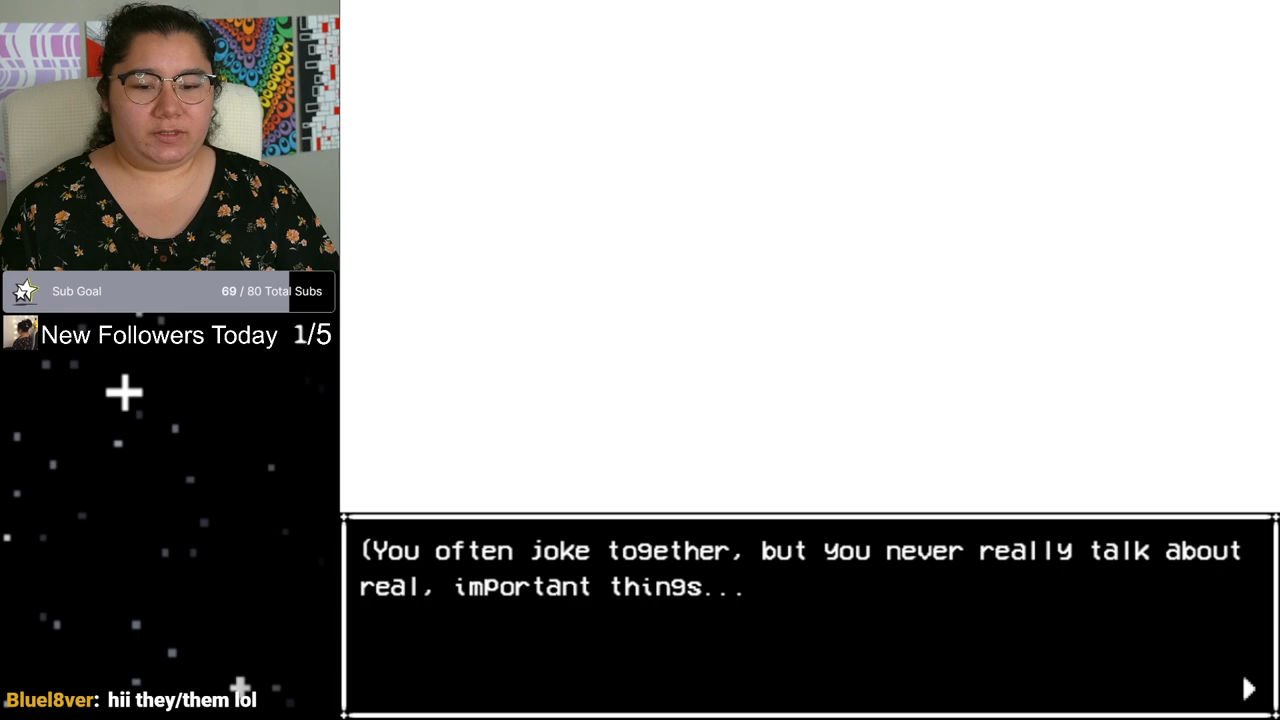 Sub Goal
69 / 80 Total Subs
New Followers Today 1/5
(You often joke together, but you never really talk about
real, important things...
Bluel8ver: hii they/them lol